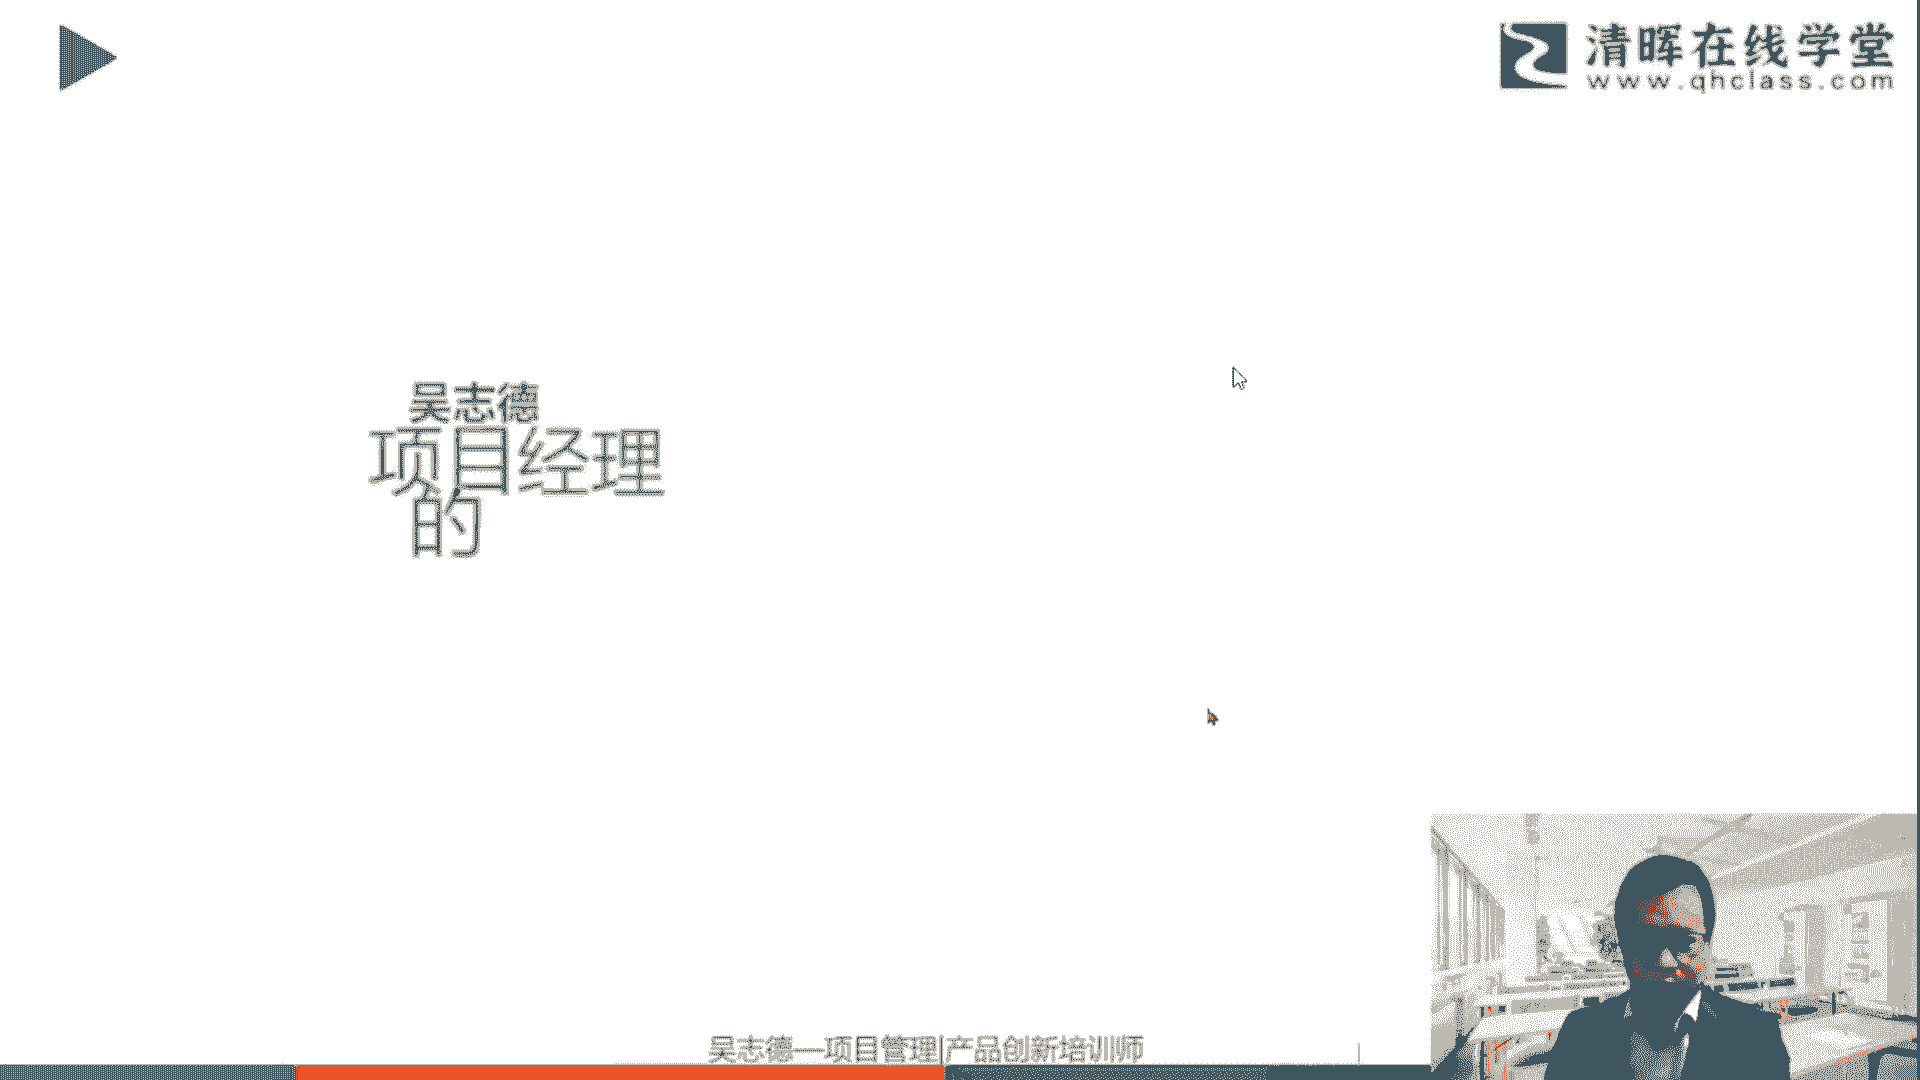 清晖在线学堂
www.qhclass.com
吴志德
项目经理
的
吴志德—项目管理|产品创新培训师